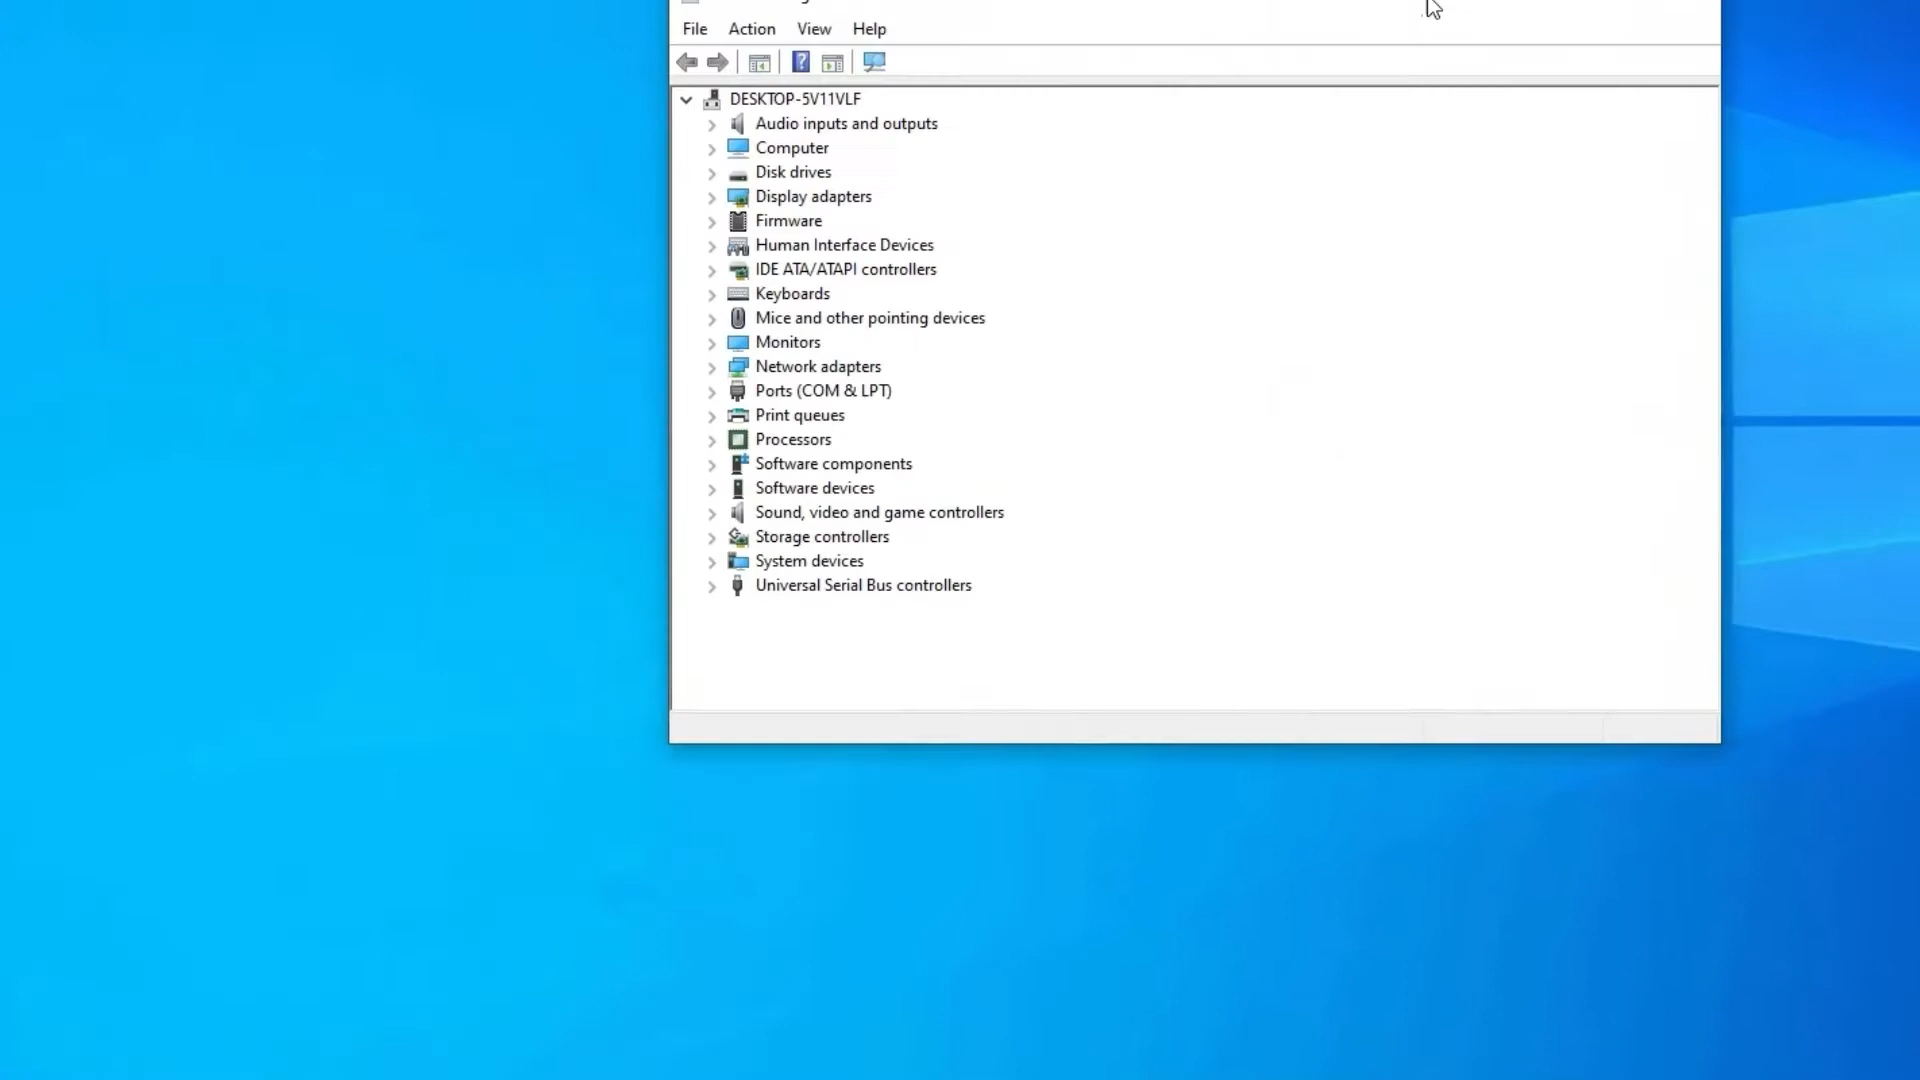 File Action View Help
?
DESKTOP-5V11VLF
Audio inputs and outputs
Computer
Disk drives
Display adapters
Firmware
Human Interface Devices
IDE ATA/ATAPI controllers
Keyboards
Mice and other pointing devices
Monitors
Network adapters
Ports (COM & LPT)
Print queues
Processors
Software components
Software devices
Sound, video and game controllers
Storage controllers
System devices
Universal Serial Bus controllers